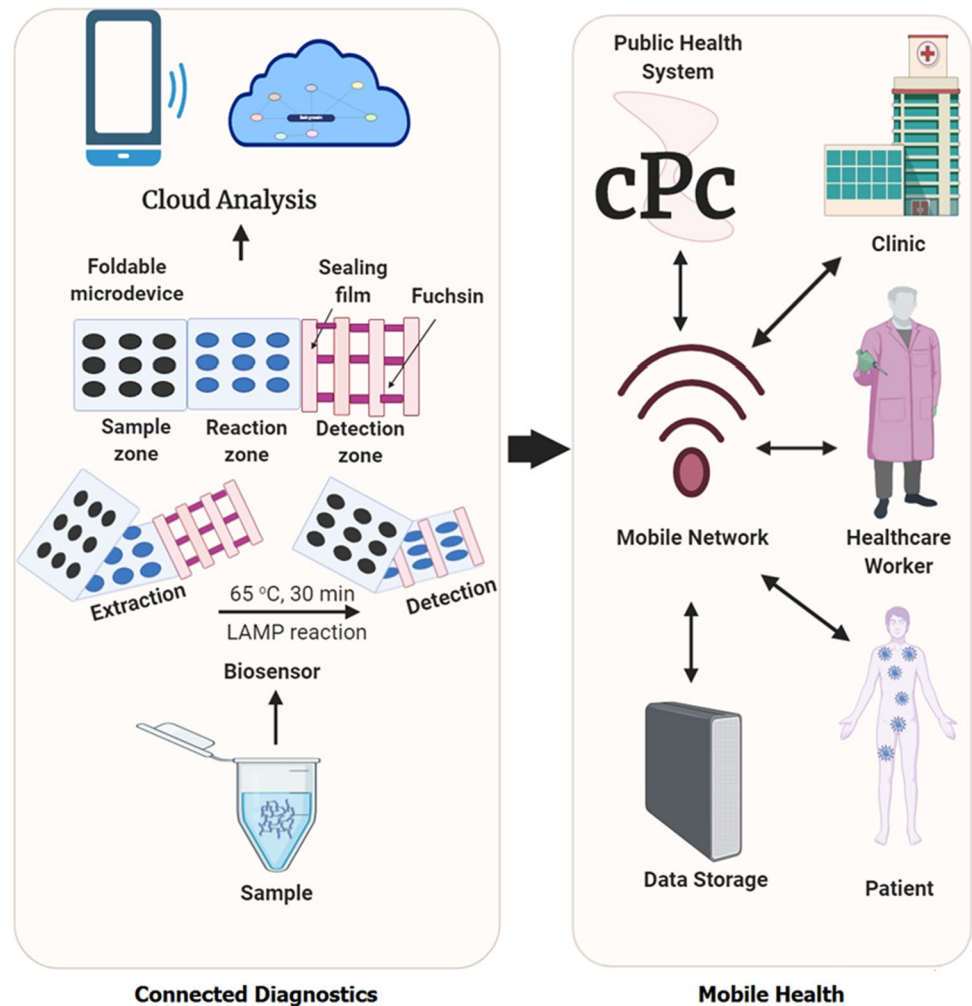 Cloud Analysis
Foldable
microdevice
Sealing
film
Fuchsin
Sample
zone
Reaction
zone
Detection
zone
Extraction
65 °C, 30 min
LAMP reaction
Detection
Biosensor
Sample
Connected Diagnostics
Public Health
System
cPc
Clinic
Mobile Network
Healthcare
Worker
Data Storage
Patient
Mobile Health